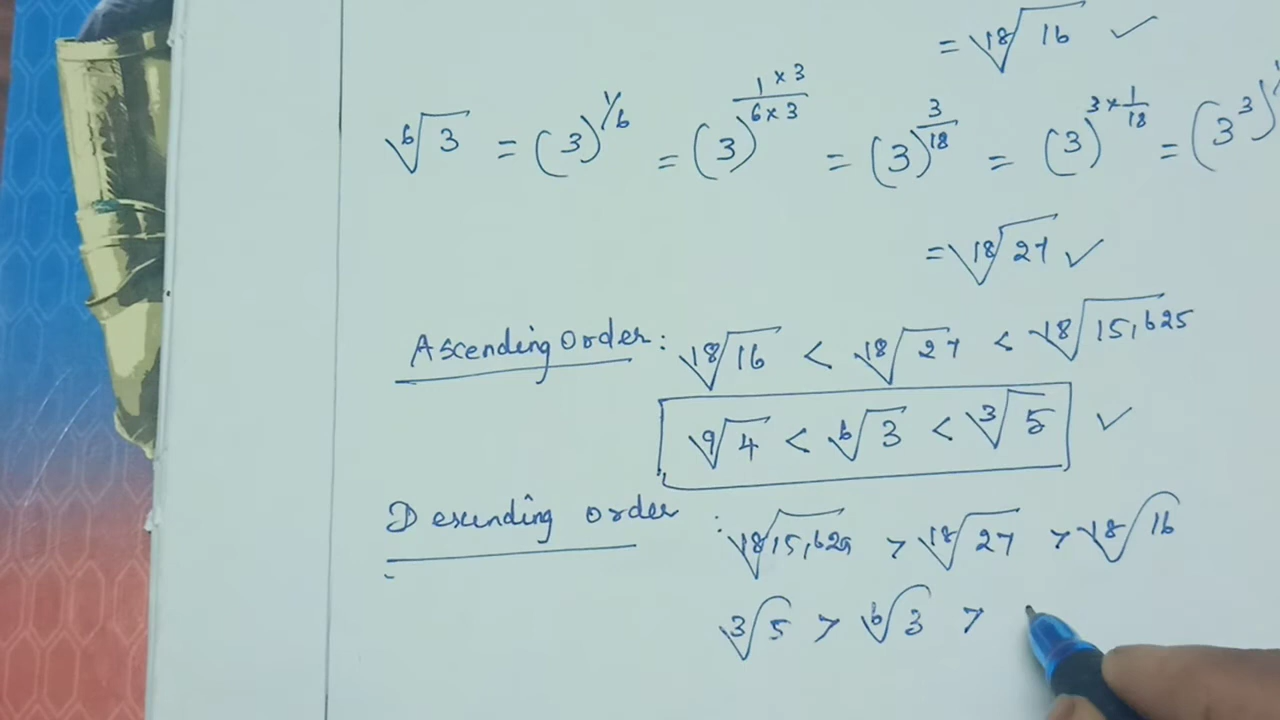 = ¹⁸√16 ✓
⁶√3 = (3)^1/6 = (3)^(1×3)/(6×3) = (3)^3/18 = (3)^3×1/18 = (3³)^1/
= ¹⁸√27 ✓
Ascending order : ¹⁸√16 < ¹⁸√27 < ¹⁸√15,625
⁹√4 < ⁶√3 < ³√5 ✓
Descending order : ¹⁸√15,625 > ¹⁸√27 > ¹⁸√16
³√5 > ⁶√3 >